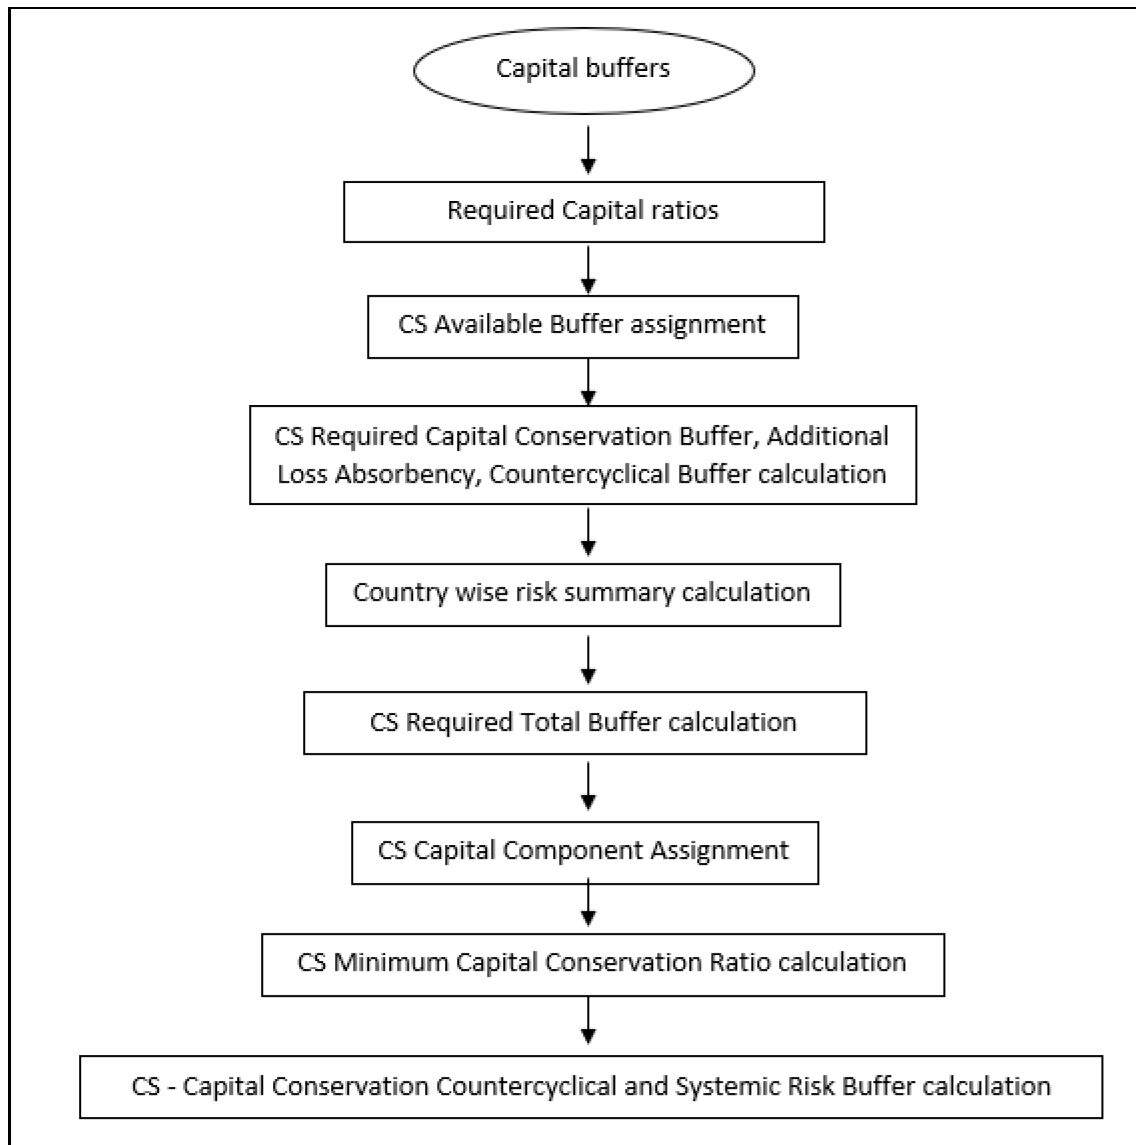 Capital buffers
Required Capital ratios
CS Available Buffer assignment
CS Required Capital Conservation Buffer, Additional
Loss Absorbency, Countercyclical Buffer calculation
Country wise risk summary calculation
CS Required Total Buffer calculation
CS Capital Component Assignment
CS Minimum Capital Conservation Ratio calculation
CS - Capital Conservation Countercyclical and Systemic Risk Buffer calculation